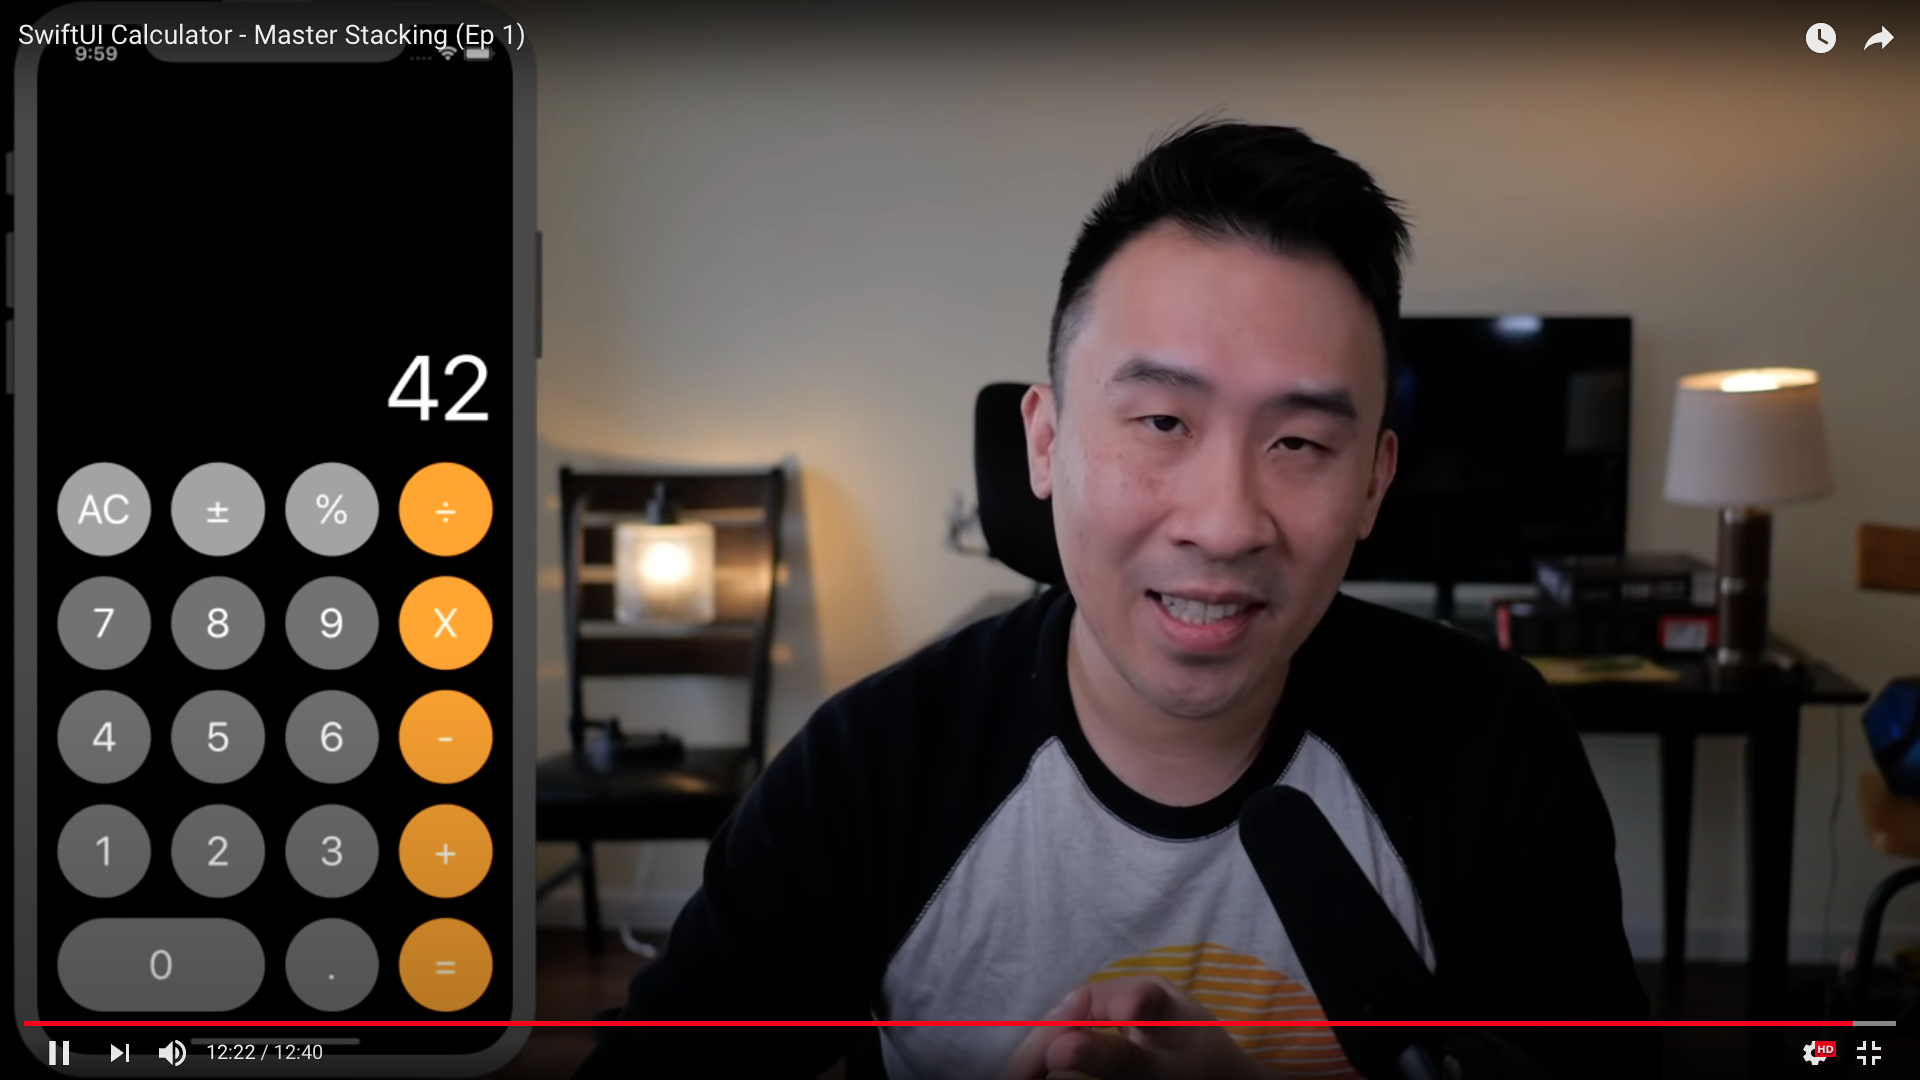 SwiftUI Calculator - Master Stacking (Ep 1)
9:59
42
AC ± % ÷
7 8 9 X
4 5 6 -
1 2 3 +
0 . =
12:22 / 12:40
HD